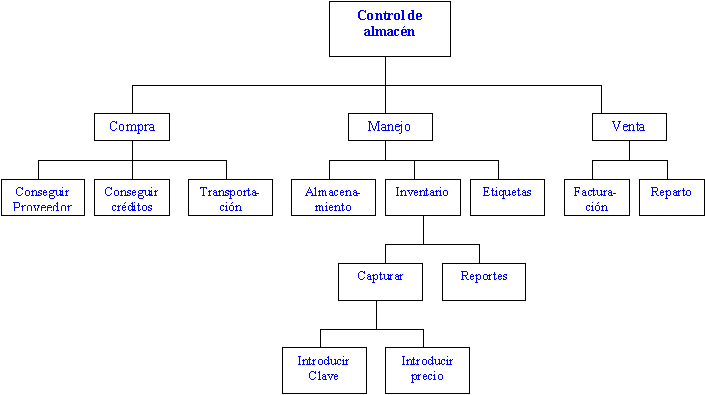 Control de
almacén
Compra
Manejo
Venta
Conseguir
Proveedor
Conseguir
créditos
Transporta-
ción
Almacena-
miento
Inventario
Etiquetas
Factura-
ción
Reparto
Capturar
Reportes
Introducir
Clave
Introducir
precio